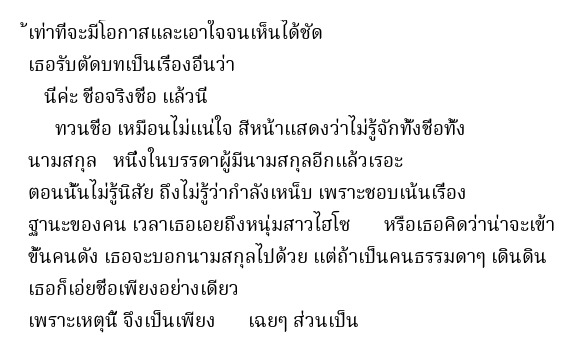 ้เท่าที่จะมีโอกาสและเอาใจจนเห็นได้ชัด
เธอรับตัดบทเป็นเรื่องอื่นว่า
นี่ค่ะ ชื่อจริงชื่อ แล้วนี่
ทวนชื่อ เหมือนไม่แน่ใจ สีหน้าแสดงว่าไม่รู้จักทั้งชื่อทั้ง
นามสกุล หนึ่งในบรรดาผู้มีนามสกุลอีกแล้วเรอะ
ตอนนั้นไม่รู้นิสัย ถึงไม่รู้ว่ากำลังเหน็บ เพราะชอบเน้นเรื่อง
ฐานะของคน เวลาเธอเอยถึงหนุ่มสาวไฮโซ หรือเธอคิดว่าน่าจะเข้า
ขั้นคนดัง เธอจะบอกนามสกุลไปด้วย แต่ถ้าเป็นคนธรรมดาๆ เดินดิน
เธอก็เอ่ยชื่อเพียงอย่างเดียว
เพราะเหตุนี้ จึงเป็นเพียง เฉยๆ ส่วนเป็น